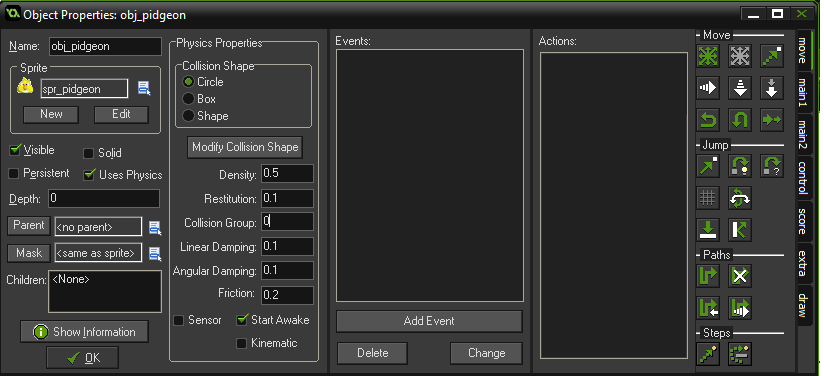 Object Properties: obj_pidgeon
Name: obj_pidgeon
Sprite
spr_pidgeon
New Edit
Visible Solid
Persistent Uses Physics
Depth: 0
Parent <no parent>
Mask <same as sprite>
Children: <None>
Show Information
OK
Physics Properties
Collision Shape
Circle
Box
Shape
Modify Collision Shape
Density: 0.5
Restitution: 0.1
Collision Group: 0
Linear Damping: 0.1
Angular Damping: 0.1
Friction: 0.2
Sensor Start Awake
Kinematic
Events:
Add Event
Delete Change
Actions:
Move
Jump
Paths
Steps
move
main1
main2
control
score
extra
draw